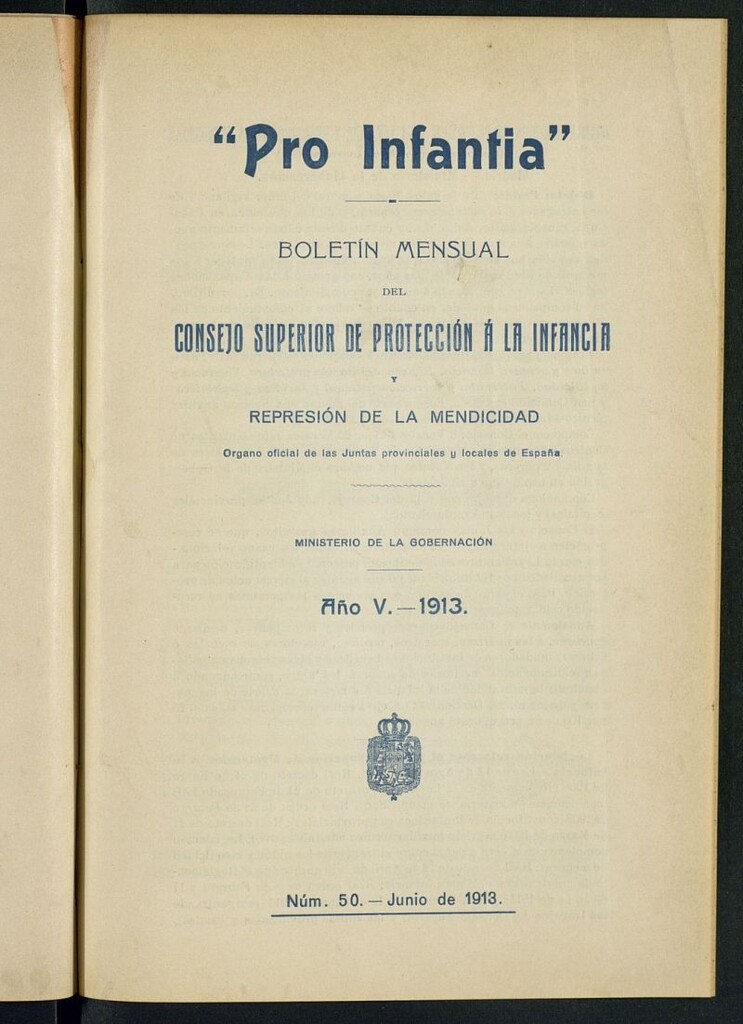 “Pro Infantia”
BOLETÍN MENSUAL
DEL
CONSEJO SUPERIOR DE PROTECCIÓN Á LA INFANCIA
Y
REPRESIÓN DE LA MENDICIDAD
Organo oficial de las Juntas provinciales y locales de España
MINISTERIO DE LA GOBERNACIÓN
Año V.—1913.
Núm. 50.—Junio de 1913.